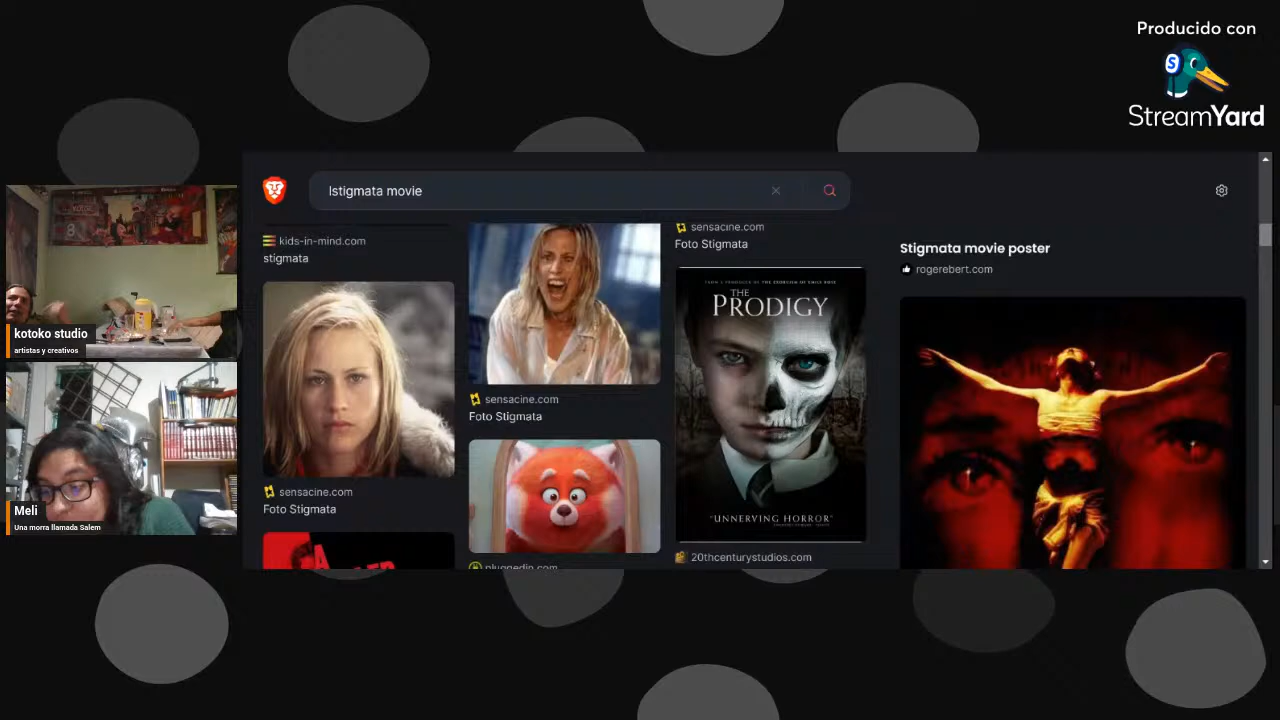 Producido con
StreamYard
Istigmata movie
kids-in-mind.com
stigmata
sensacine.com
Foto Stigmata
Stigmata movie poster
rogerebert.com
THE
PRODIGY
sensacine.com
Foto Stigmata
sensacine.com
Foto Stigmata
"UNNERVING HORROR"
20thcenturystudios.com
kotoko studio
artistas y creativos
Meli
Una morra llamada Salem